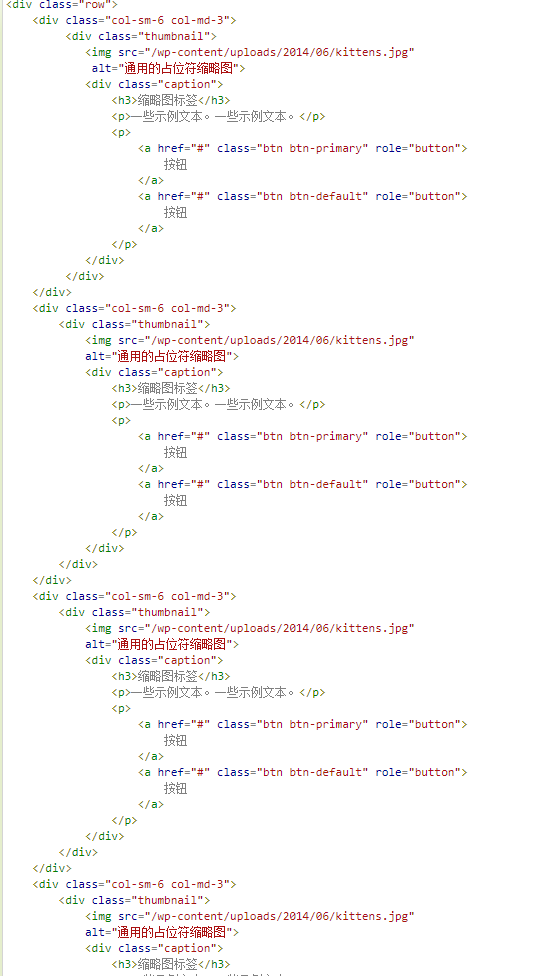 <div class="row">
<div class="col-sm-6 col-md-3">
<div class="thumbnail">
<img src="/wp-content/uploads/2014/06/kittens.jpg"
alt="通用的占位符缩略图">
<div class="caption">
<h3>缩略图标签</h3>
<p>一些示例文本。一些示例文本。</p>
<p>
<a href="#" class="btn btn-primary" role="button">
按钮
</a>
<a href="#" class="btn btn-default" role="button">
按钮
</a>
</p>
</div>
</div>
</div>
<div class="col-sm-6 col-md-3">
<div class="thumbnail">
<img src="/wp-content/uploads/2014/06/kittens.jpg"
alt="通用的占位符缩略图">
<div class="caption">
<h3>缩略图标签</h3>
<p>一些示例文本。一些示例文本。</p>
<p>
<a href="#" class="btn btn-primary" role="button">
按钮
</a>
<a href="#" class="btn btn-default" role="button">
按钮
</a>
</p>
</div>
</div>
</div>
<div class="col-sm-6 col-md-3">
<div class="thumbnail">
<img src="/wp-content/uploads/2014/06/kittens.jpg"
alt="通用的占位符缩略图">
<div class="caption">
<h3>缩略图标签</h3>
<p>一些示例文本。一些示例文本。</p>
<p>
<a href="#" class="btn btn-primary" role="button">
按钮
</a>
<a href="#" class="btn btn-default" role="button">
按钮
</a>
</p>
</div>
</div>
</div>
<div class="col-sm-6 col-md-3">
<div class="thumbnail">
<img src="/wp-content/uploads/2014/06/kittens.jpg"
alt="通用的占位符缩略图">
<div class="caption">
<h3>缩略图标签</h3>